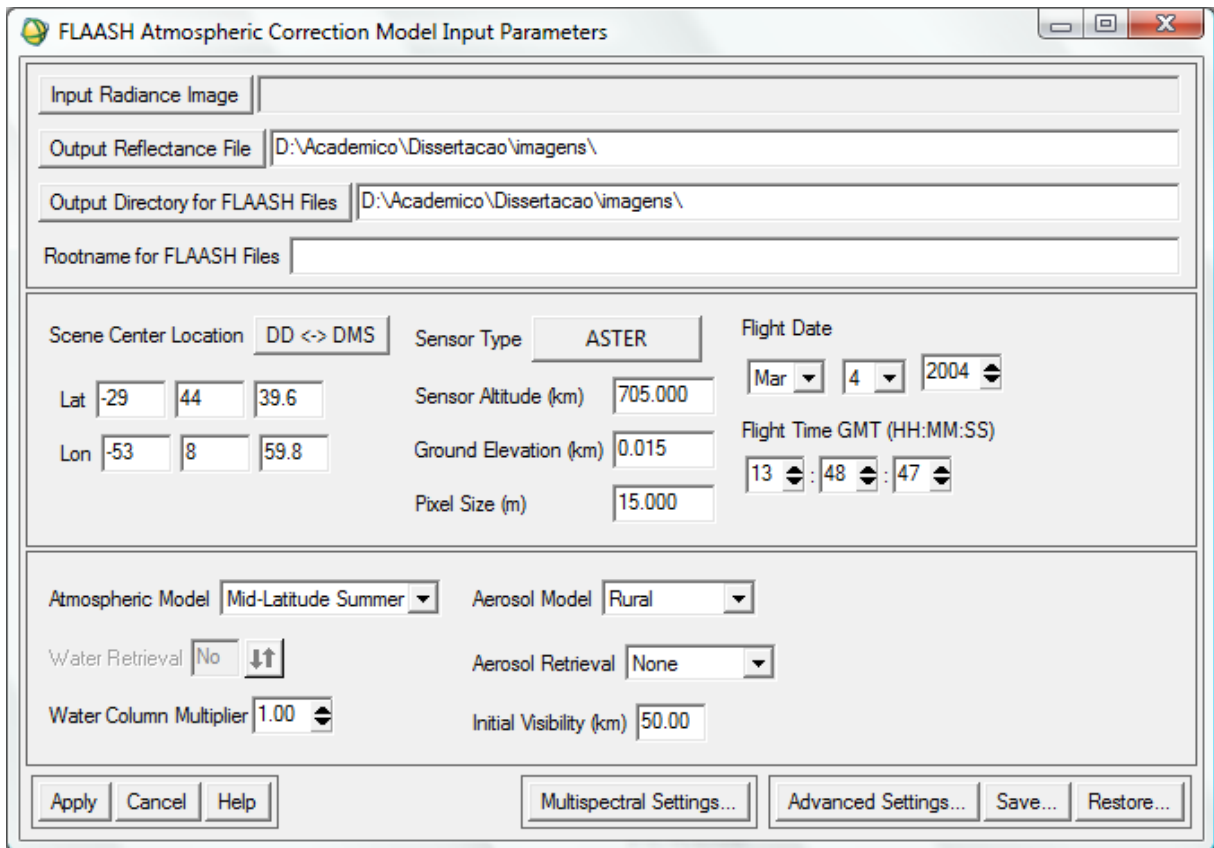 FLAASH Atmospheric Correction Model Input Parameters
Input Radiance Image
Output Reflectance File D:\Academico\Dissertacao\imagens\
Output Directory for FLAASH Files D:\Academico\Dissertacao\imagens\
Rootname for FLAASH Files
Scene Center Location DD <-> DMS
Lat -29 44 39.6
Lon -53 8 59.8
Sensor Type ASTER
Sensor Altitude (km) 705.000
Ground Elevation (km) 0.015
Pixel Size (m) 15.000
Flight Date
Mar 4 2004
Flight Time GMT (HH:MM:SS)
13 : 48 : 47
Atmospheric Model Mid-Latitude Summer
Water Retrieval No
Water Column Multiplier 1.00
Aerosol Model Rural
Aerosol Retrieval None
Initial Visibility (km) 50.00
Apply Cancel Help Multispectral Settings... Advanced Settings... Save... Restore...